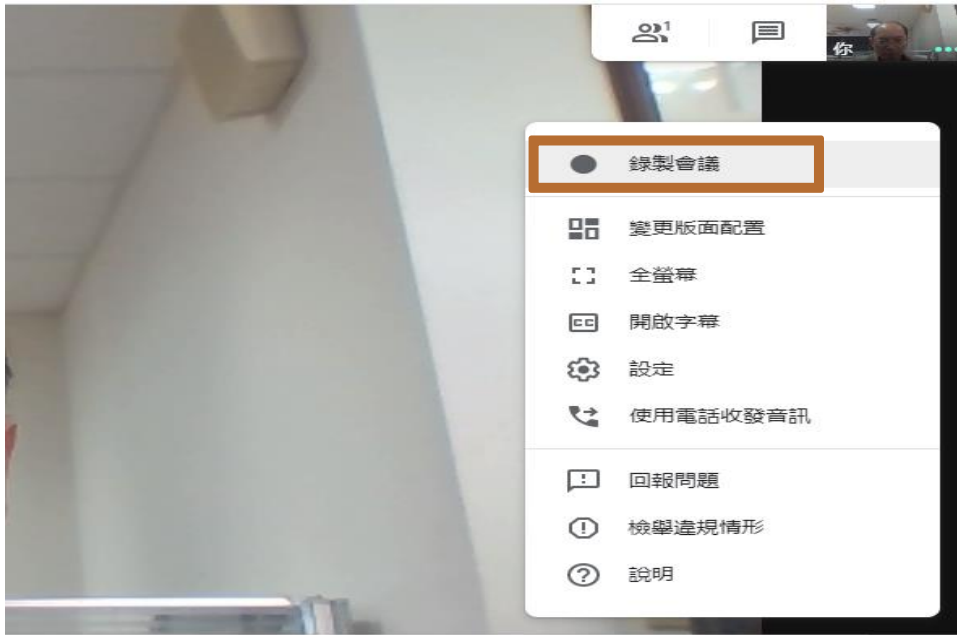 1
你
錄製會議
變更版面配置
全螢幕
CC
開啟字幕
設定
使用電話收發音訊
回報問題
檢舉違規情形
說明